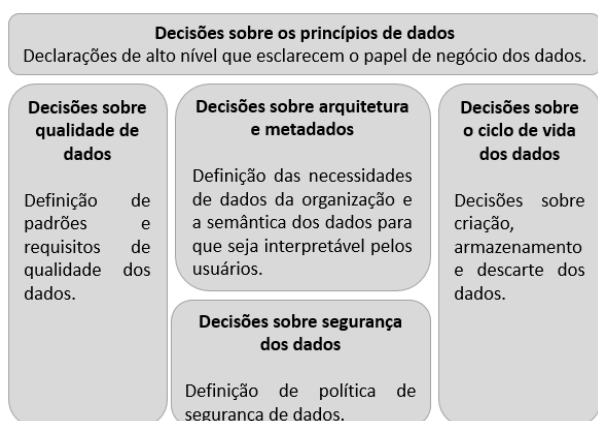 Decisões sobre os princípios de dados
Declarações de alto nível que esclarecem o papel de negócio dos dados.
Decisões sobre
qualidade de
dados
Definição de
padrões e
requisitos de
qualidade dos
dados.
Decisões sobre arquitetura
e metadados
Definição das necessidades
de dados da organização e
a semântica dos dados para
que seja interpretável pelos
usuários.
Decisões sobre segurança
dos dados
Definição de política de
segurança de dados.
Decisões sobre
o ciclo de vida
dos dados
Decisões sobre
criação,
armazenamento
e descarte dos
dados.